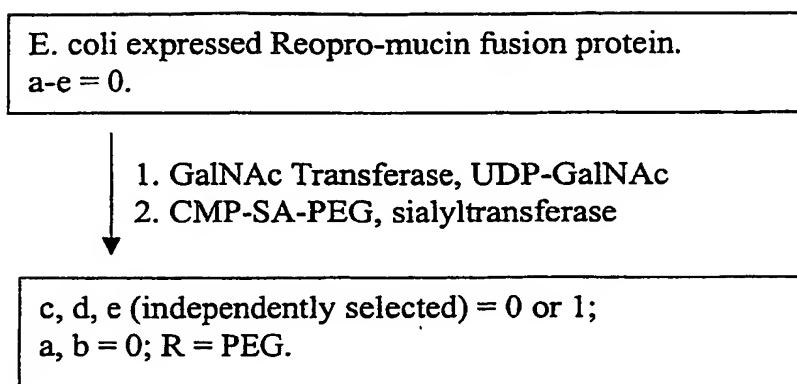 E. coli expressed Reopro-mucin fusion protein.
a-e = 0.
1. GalNAc Transferase, UDP-GalNAc
2. CMP-SA-PEG, sialyltransferase
c, d, e (independently selected) = 0 or 1;
a, b = 0; R = PEG.